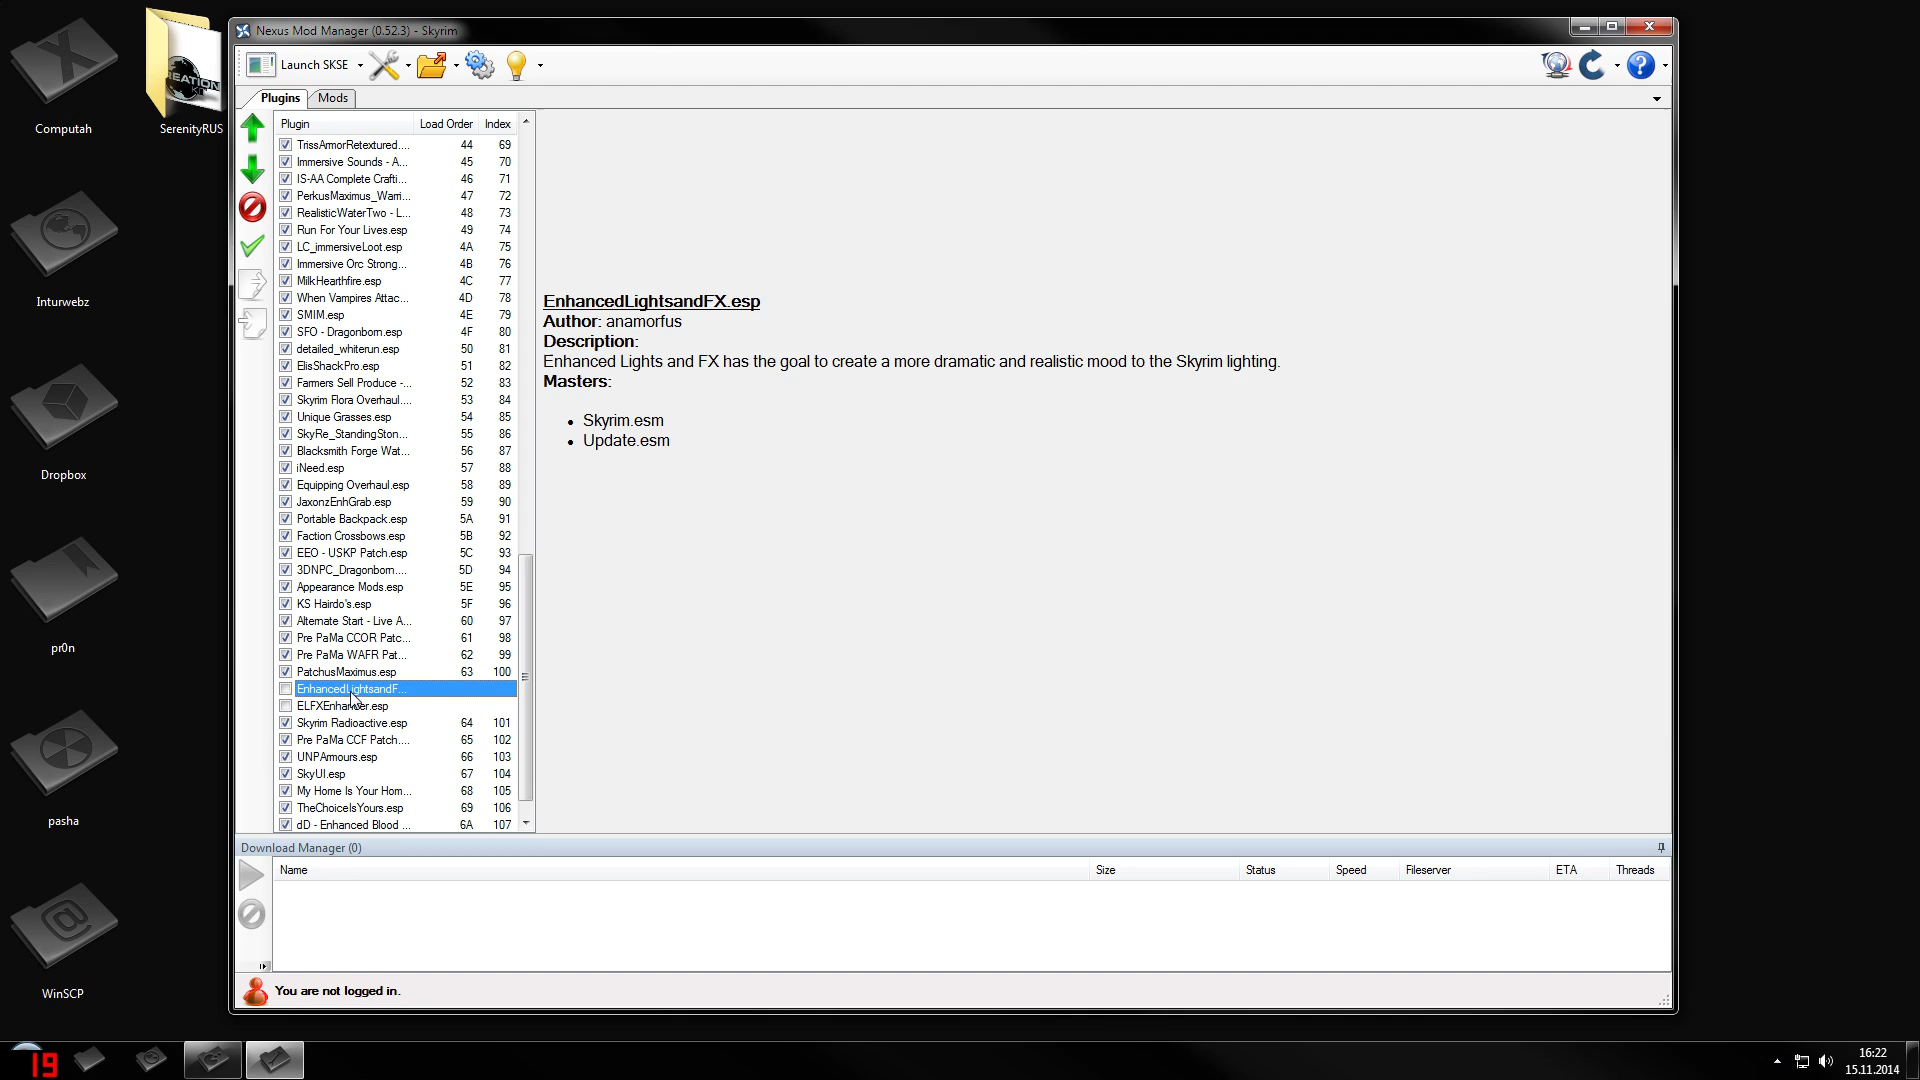 Computah
Inturwebz
Dropbox
pr0n
pasha
WinSCP
REATION
SerenityRUS
Nexus Mod Manager (0.52.3) - Skyrim
Launch SKSE
Plugins
Mods
Plugin Load Order Index
TrissArmorRetextured.... 44 69
Immersive Sounds - A... 45 70
IS-AA Complete Crafti... 46 71
PerkusMaximus_Warri... 47 72
RealisticWaterTwo - L... 48 73
Run For Your Lives.esp 49 74
LC_immersiveLoot.esp 4A 75
Immersive Orc Strong... 4B 76
MilkHearthfire.esp 4C 77
When Vampires Attac... 4D 78
SMIM.esp 4E 79
SFO - Dragonborn.esp 4F 80
detailed_whiterun.esp 50 81
ElisShackPro.esp 51 82
Farmers Sell Produce -... 52 83
Skyrim Flora Overhaul.... 53 84
Unique Grasses.esp 54 85
SkyRe_StandingSton... 55 86
Blacksmith Forge Wat... 56 87
iNeed.esp 57 88
Equipping Overhaul.esp 58 89
JaxonzEnhGrab.esp 59 90
Portable Backpack.esp 5A 91
Faction Crossbows.esp 5B 92
EEO - USKP Patch.esp 5C 93
3DNPC_Dragonborn.... 5D 94
Appearance Mods.esp 5E 95
KS Hairdo's.esp 5F 96
Alternate Start - Live A... 60 97
Pre PaMa CCOR Patc... 61 98
Pre PaMa WAFR Pat... 62 99
PatchusMaximus.esp 63 100
EnhancedLightsandF...
ELFXEnhancer.esp
Skyrim Radioactive.esp 64 101
Pre PaMa CCF Patch.... 65 102
UNPAmours.esp 66 103
SkyUI.esp 67 104
My Home Is Your Hom... 68 105
TheChoiceIsYours.esp 69 106
dD - Enhanced Blood ... 6A 107
EnhancedLightsandFX.esp
Author: anamorfus
Description:
Enhanced Lights and FX has the goal to create a more dramatic and realistic mood to the Skyrim lighting.
Masters:
Skyrim.esm
Update.esm
Download Manager (0)
Name Size Status Speed Fileserver ETA Threads
You are not logged in.
19
16:22
15.11.2014